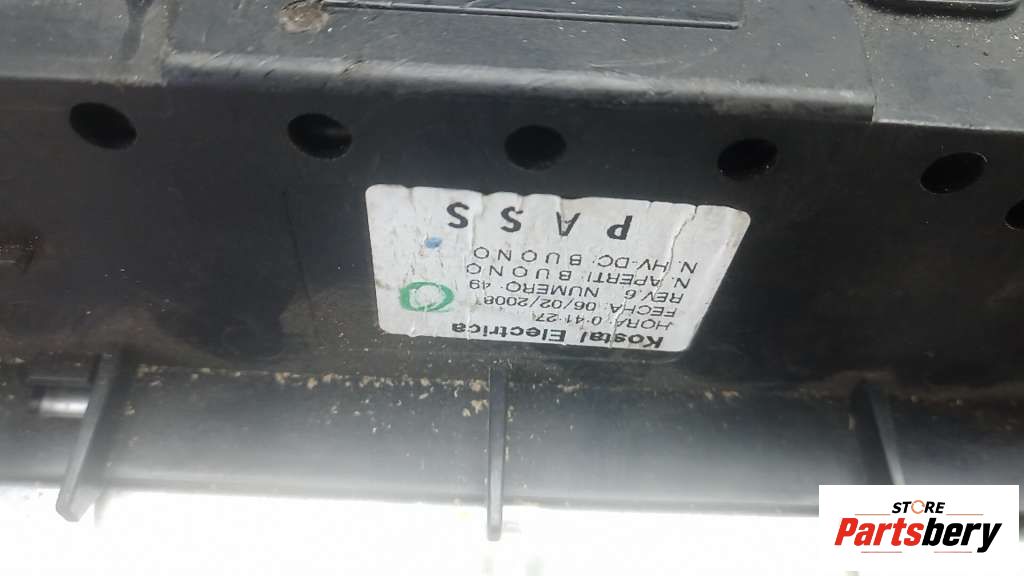 Kostal Electrica
HORA: 0:41:27
FECHA: 06/02/2008
REV.6 NUMERO: 49
N. APERTI: BUONO
N. HV-DC: BUONO
PASS
STORE
Partsbery